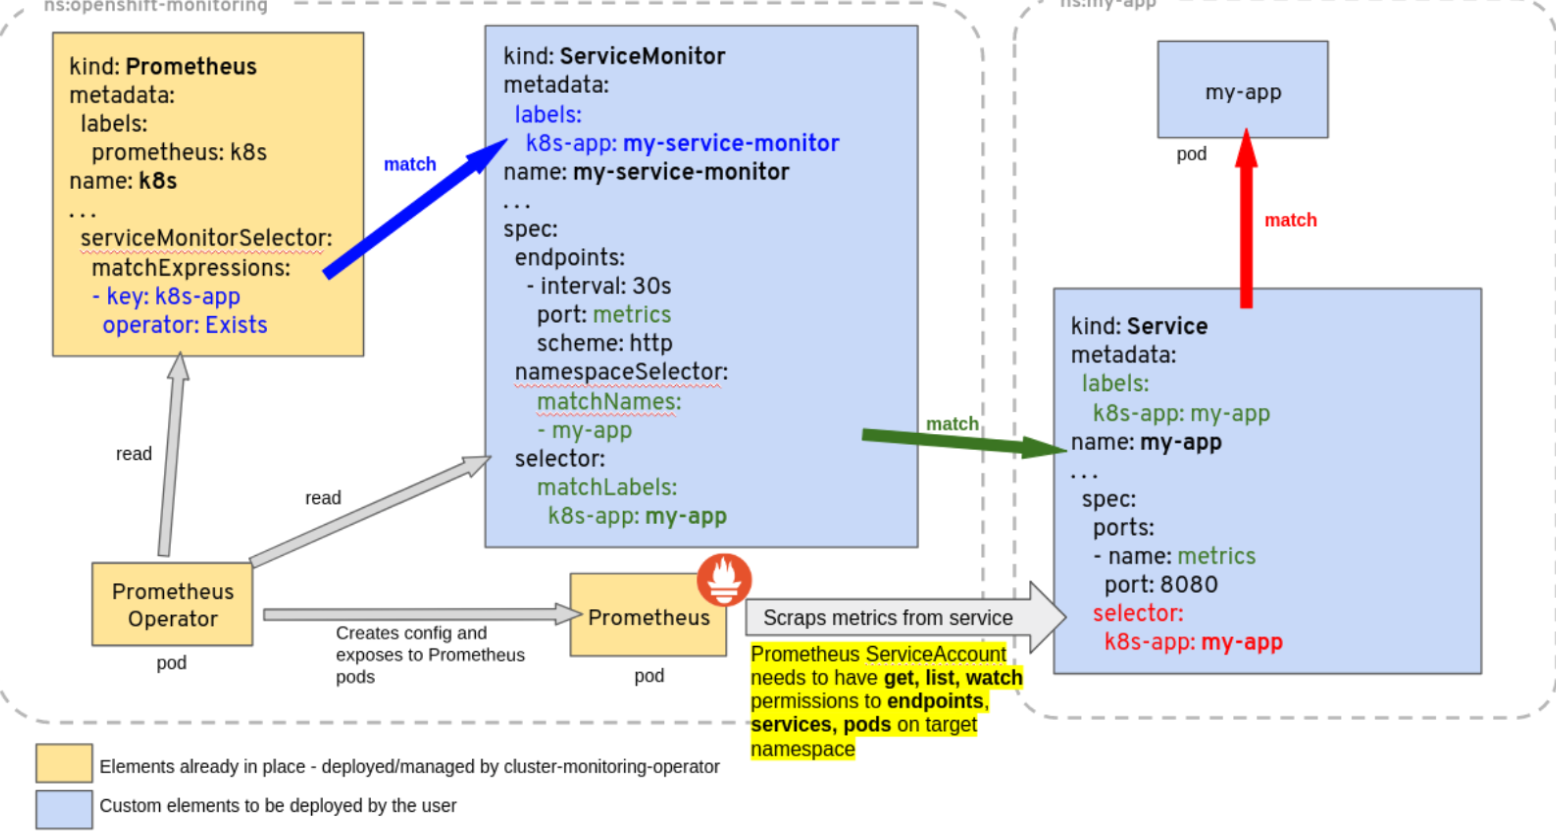 ns:openshift-monitoring
ns:my-app
kind: Prometheus
metadata:
labels:
prometheus: k8s
name: k8s
...
serviceMonitorSelector:
matchExpressions:
- key: k8s-app
operator: Exists
match
kind: ServiceMonitor
metadata:
labels:
k8s-app: my-service-monitor
name: my-service-monitor
...
spec:
endpoints:
- interval: 30s
port: metrics
scheme: http
namespaceSelector:
matchNames:
- my-app
selector:
matchLabels:
k8s-app: my-app
my-app
pod
match
match
kind: Service
metadata:
labels:
k8s-app: my-app
name: my-app
...
spec:
ports:
- name: metrics
port: 8080
selector:
k8s-app: my-app
read
read
Prometheus
Operator
pod
Creates config and
exposes to Prometheus
pods
Prometheus
pod
Scraps metrics from service
Prometheus ServiceAccount
needs to have get, list, watch
permissions to endpoints,
services, pods on target
namespace
Elements already in place - deployed/managed by cluster-monitoring-operator
Custom elements to be deployed by the user